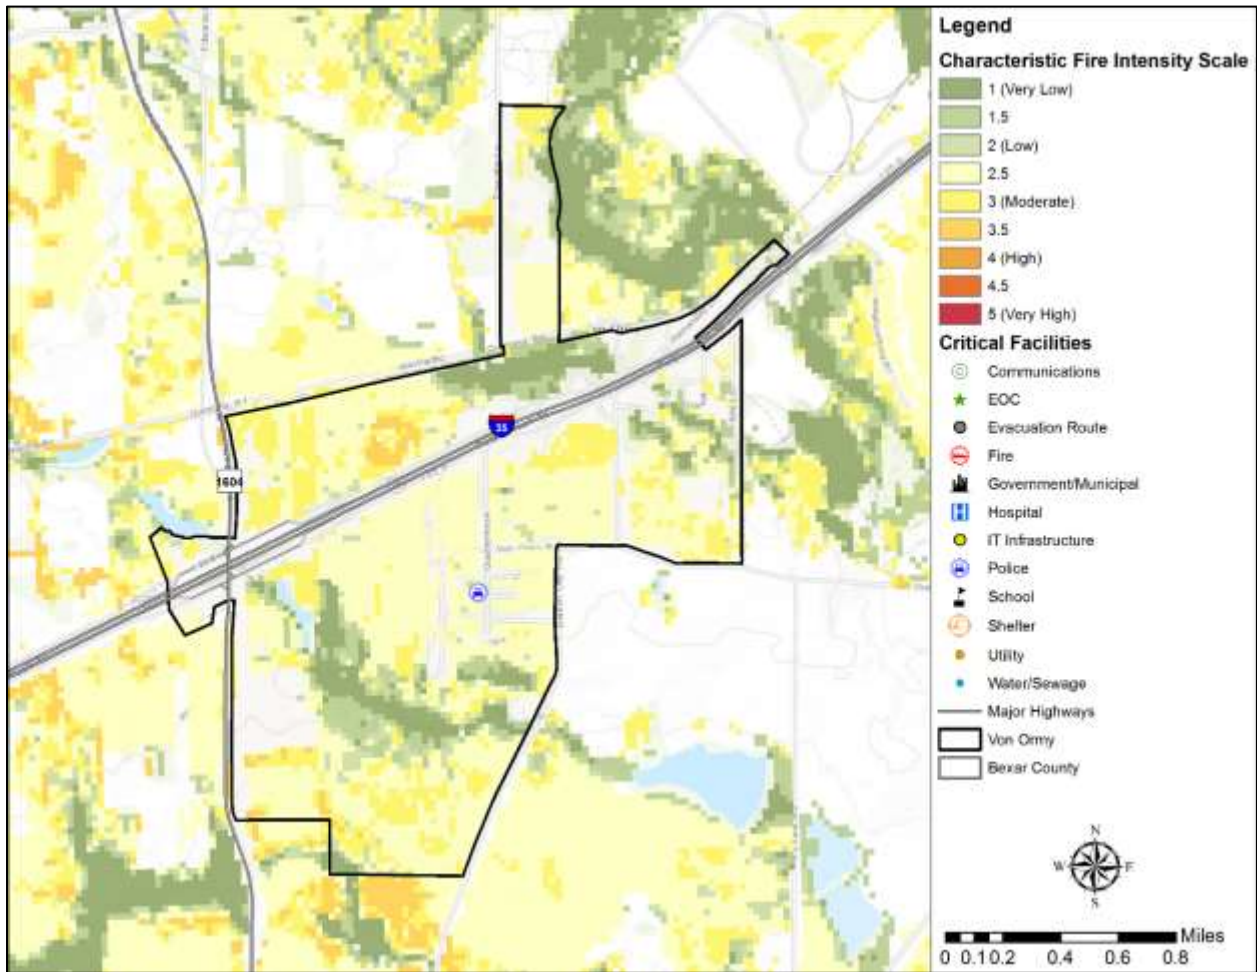 Legend
Characteristic Fire Intensity Scale
1 (Very Low)
1.5
2 (Low)
2.5
3 (Moderate)
3.5
4 (High)
4.5
5 (Very High)
Critical Facilities
Communications
EOC
Evacuation Route
Fire
Government/Municipal
Hospital
IT Infrastructure
Police
School
Shelter
Utility
Water/Sewage
Major Highways
Von Ormy
Bexar County
35
1604
N
W E
S
Miles
0 0.1 0.2 0.4 0.6 0.8